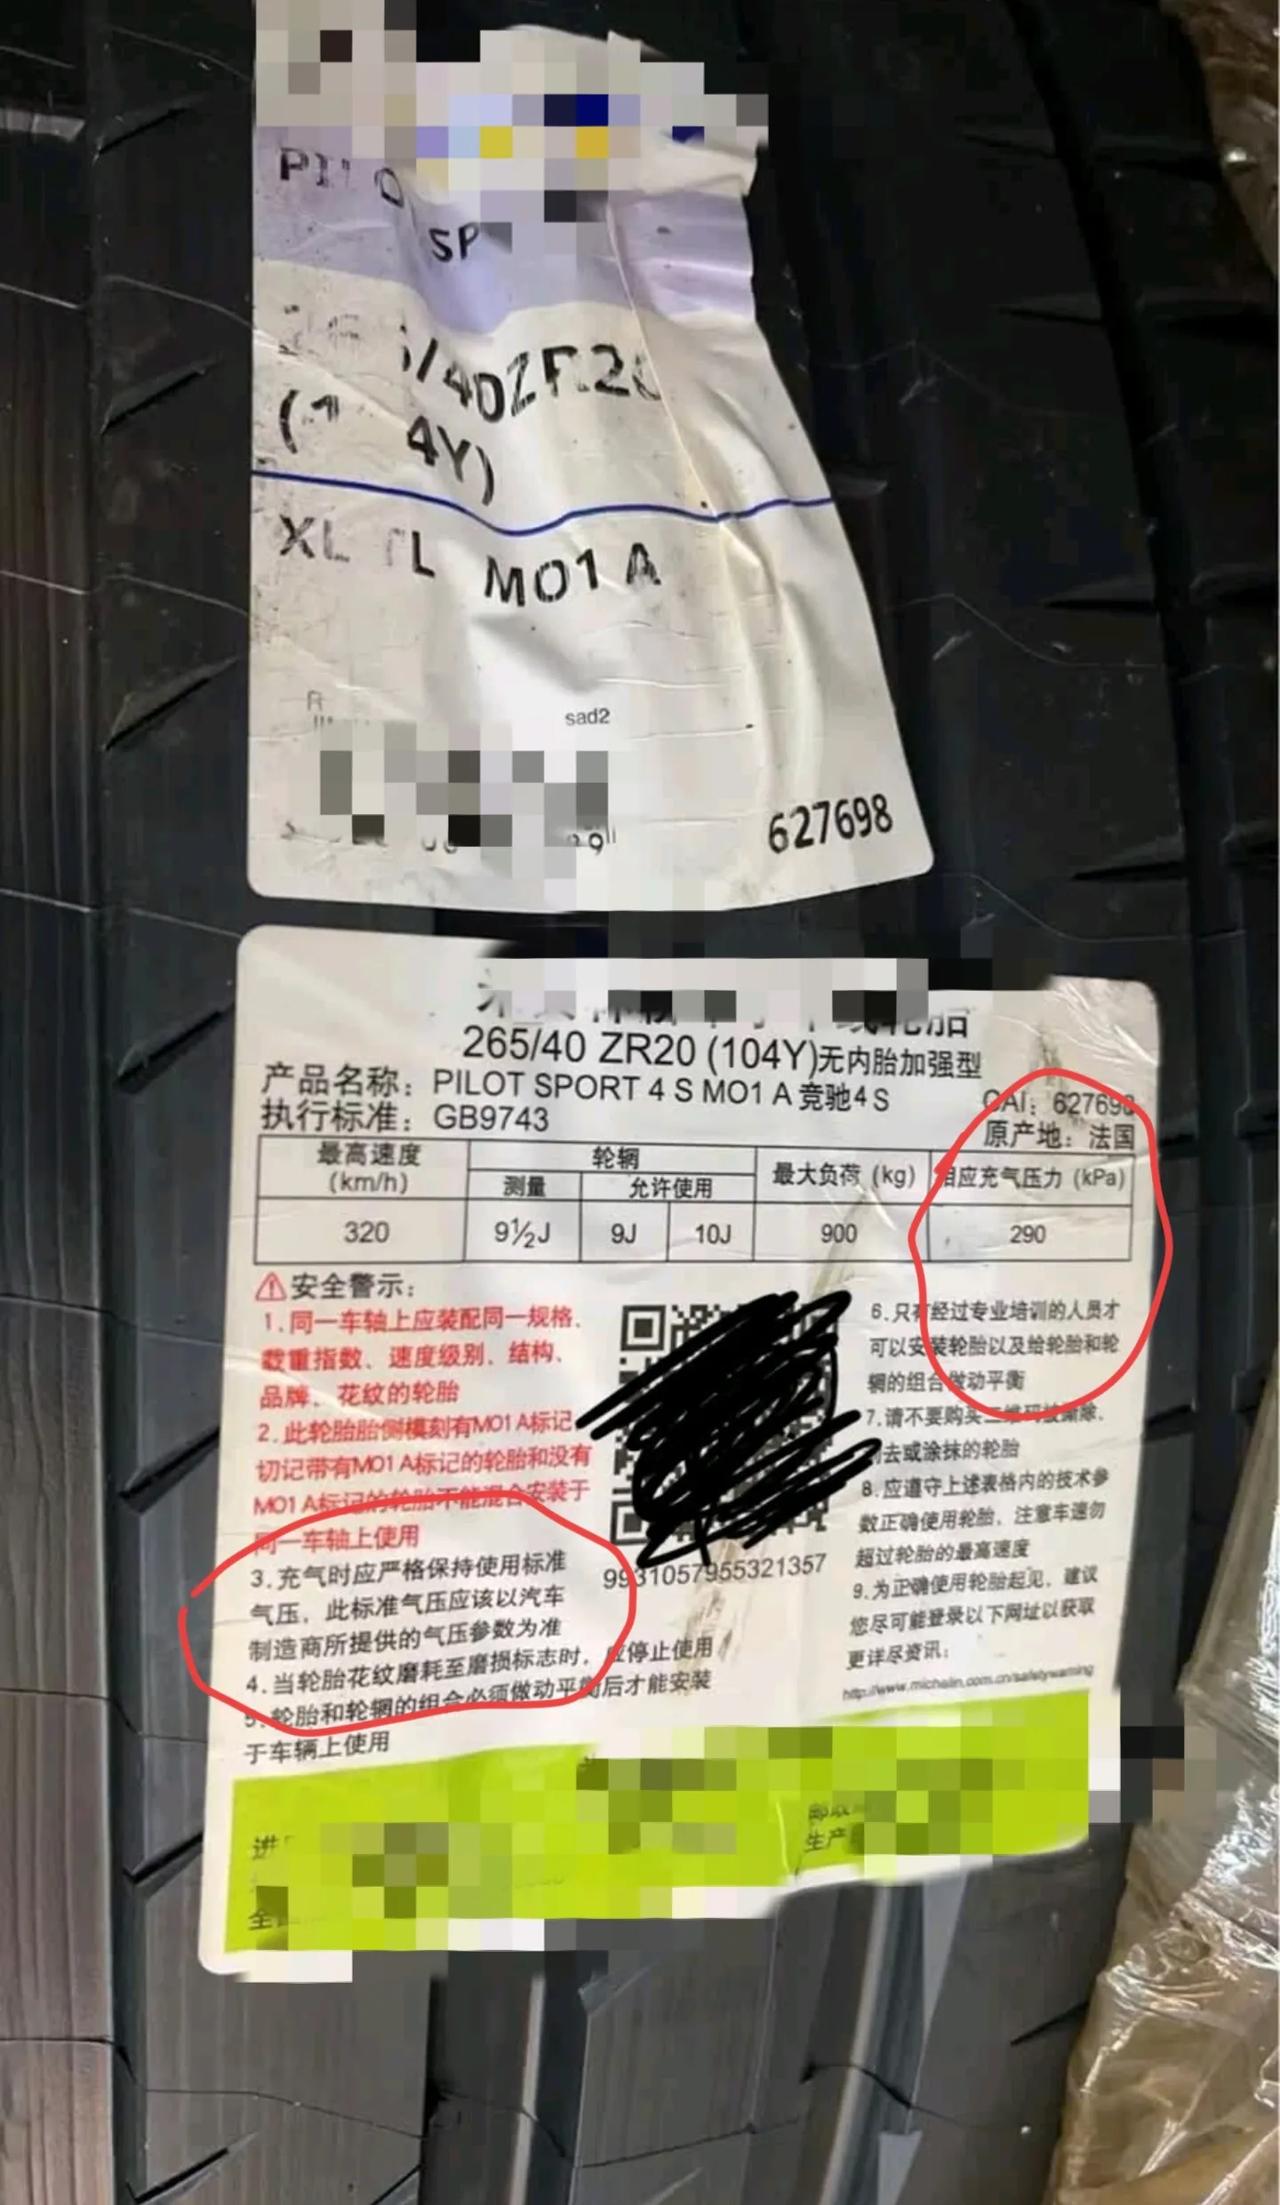 SP
/40ZR20
4Y)
XL TL MO1 A
sad2
627698
265/40 ZR20 (104Y)无内胎加强型
产品名称：PILOT SPORT 4 S MO1 A 竞驰4 S
CAI：627698
执行标准：GB9743
原产地：法国
最高速度 (km/h) 轮辋 最大负荷 (kg) 相应充气压力 (kPa)
测量 允许使用
320 9½J 9J 10J 900 290
⚠安全警示：
1.同一车轴上应装配同一规格、
载重指数、速度级别、结构、
品牌、花纹的轮胎
2.此轮胎胎侧模刻有MO1 A标记，
切记带有MO1 A标记的轮胎和没有
MO1 A标记的轮胎不能混合安装于
同一车轴上使用
3.充气时应严格保持使用标准
气压，此标准气压应该以汽车
制造商所提供的气压参数为准
4.当轮胎花纹磨耗至磨损标志时，应停止使用
5.轮胎和轮辋的组合必须做动平衡后才能安装
于车辆上使用
9931057955321357
6.只有经过专业培训的人员才
可以安装轮胎以及给轮胎和轮
辋的组合做动平衡
7.请不要购买二维码被撕除、
去或涂抹的轮胎
8.应遵守上述表格内的技术参
数正确使用轮胎，注意车速勿
超过轮胎的最高速度
9.为正确使用轮胎起见，建议
您尽可能登录以下网址以获取
更详尽资讯：
http://www.michelin.com.cn/safetywarning
生产